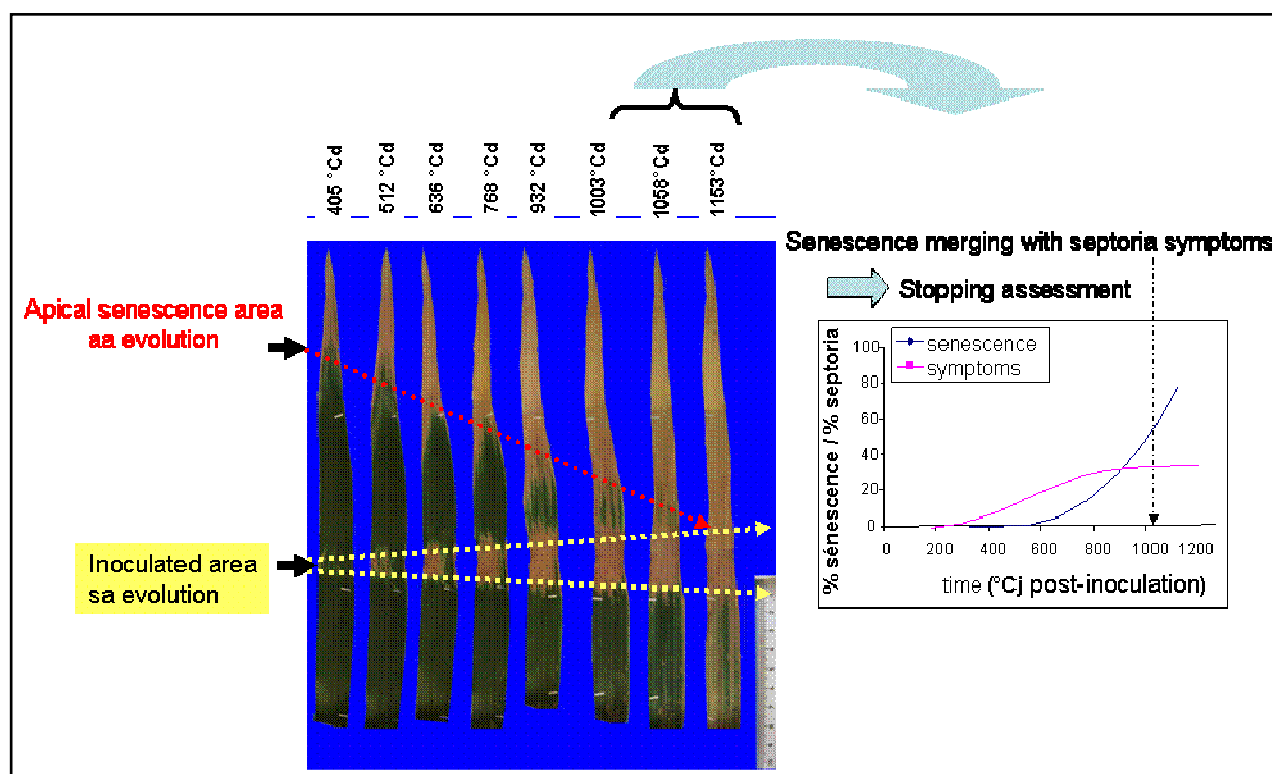 405 °Cd
512 °Cd
636 °Cd
768 °Cd
932 °Cd
1003°Cd
1058°Cd
1153°Cd
Apical senescence area
aa evolution
Inoculated area
sa evolution
Senescence merging with septoria symptoms
Stopping assessment
senescence
symptoms
% sénescence / % septoria
100
80
60
40
20
0
0 200 400 600 800 1000 1200
time (°Cj post-inoculation)